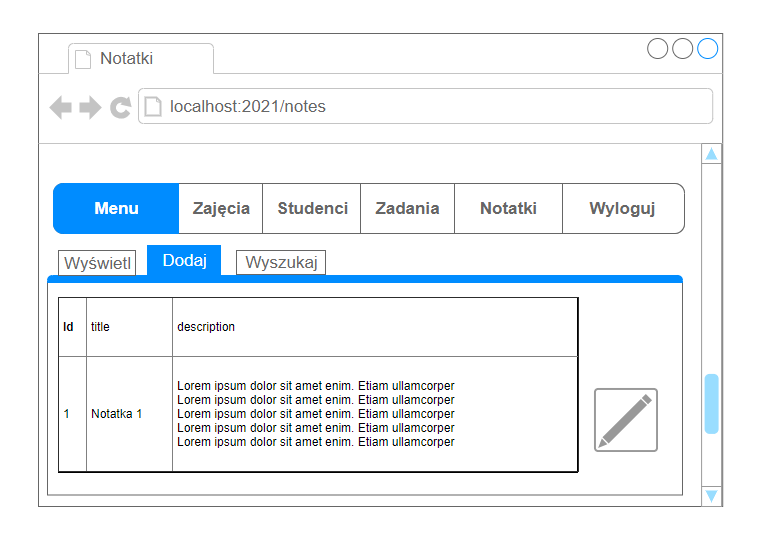 Notatki
localhost:2021/notes
Menu Zajęcia Studenci Zadania Notatki Wyloguj
Wyświetl Dodaj Wyszukaj
Id title description
1 Notatka 1 Lorem ipsum dolor sit amet enim. Etiam ullamcorper
Lorem ipsum dolor sit amet enim. Etiam ullamcorper
Lorem ipsum dolor sit amet enim. Etiam ullamcorper
Lorem ipsum dolor sit amet enim. Etiam ullamcorper
Lorem ipsum dolor sit amet enim. Etiam ullamcorper